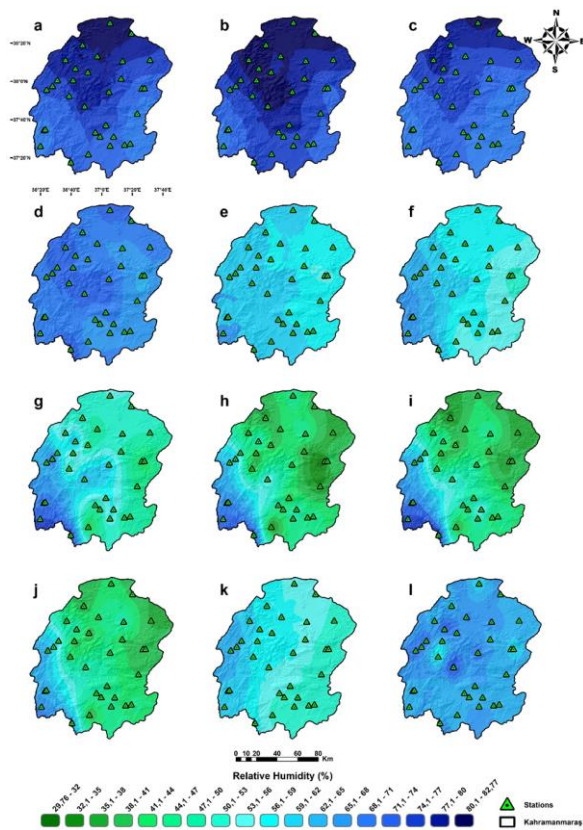 a
b
c
N
W
E
S
+38°20'N
+38°0'N
+37°40'N
+37°20'N
36°20'E
36°40'E
37°0'E
37°20'E
37°40'E
d
e
f
g
h
i
j
k
l
0 10 20 40 60 80
Km
Relative Humidity (%)
29,76 - 32
32,1 - 35
35,1 - 38
38,1 - 41
41,1 - 44
44,1 - 47
47,1 - 50
50,1 - 53
53,1 - 56
56,1 - 59
59,1 - 62
62,1 - 65
65,1 - 68
68,1 - 71
71,1 - 74
74,1 - 77
77,1 - 80
80,1 - 82,77
Stations
Kahramanmaraş